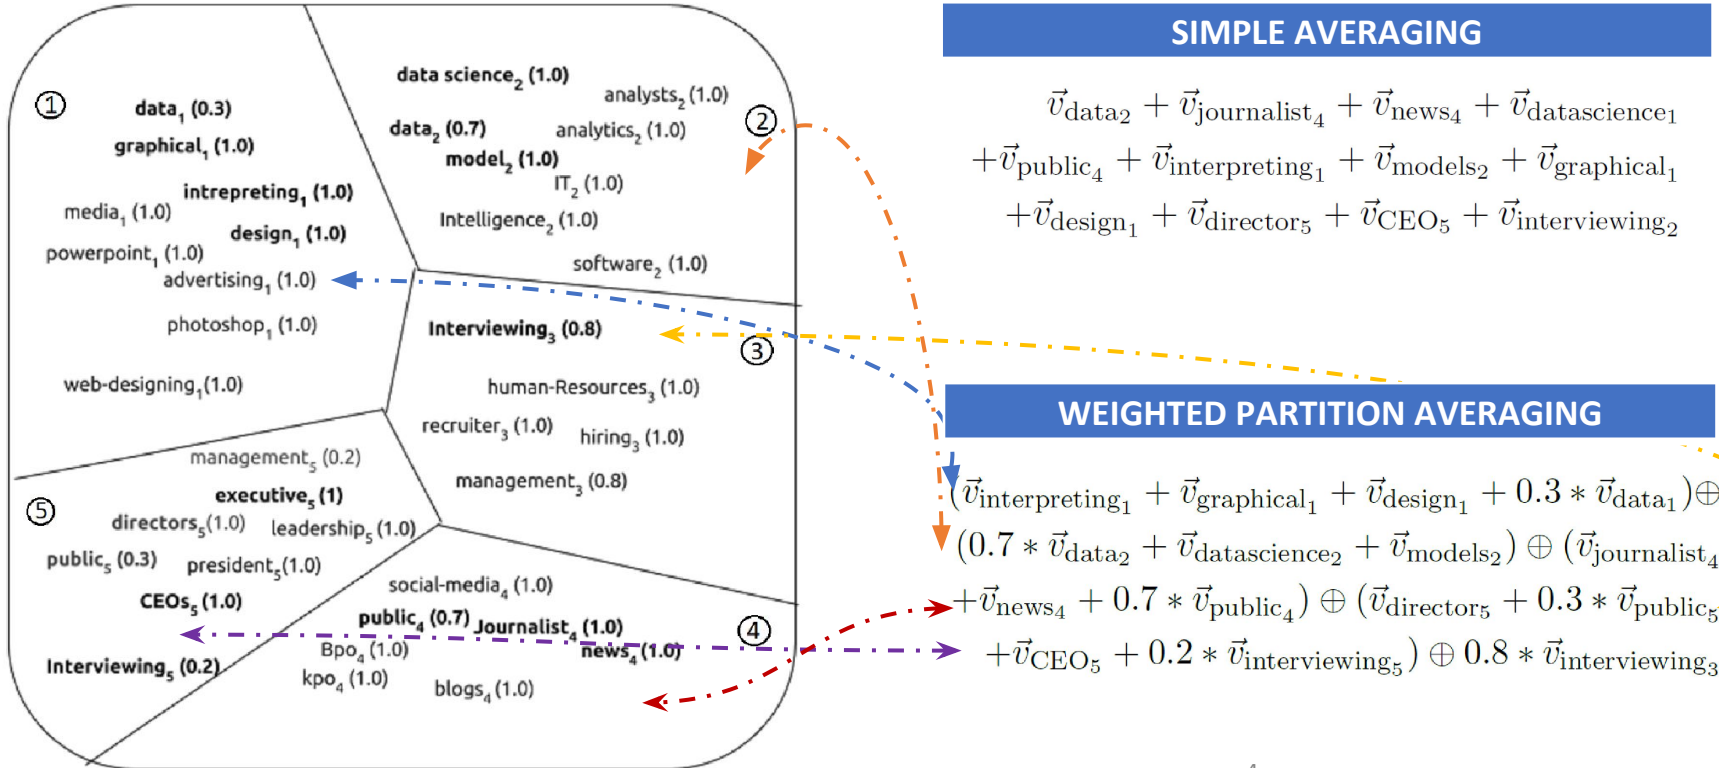 ①
data₁ (0.3)
graphical₁ (1.0)
intrepreting₁ (1.0)
media₁ (1.0)
design₁ (1.0)
powerpoint₁ (1.0)
advertising₁ (1.0)
photoshop₁ (1.0)
web-designing₁(1.0)
②
data science₂ (1.0)
analysts₂ (1.0)
data₂ (0.7)
analytics₂ (1.0)
model₂ (1.0)
IT₂ (1.0)
Intelligence₂ (1.0)
software₂ (1.0)
③
Interviewing₃ (0.8)
human-Resources₃ (1.0)
recruiter₃ (1.0)
hiring₃ (1.0)
management₃ (0.8)
⑤
management₅ (0.2)
executive₅ (1)
directors₅(1.0)
leadership₅ (1.0)
public₅ (0.3)
president₅(1.0)
CEOs₅ (1.0)
Interviewing₅ (0.2)
④
social-media₄ (1.0)
public₄ (0.7)
Journalist₄ (1.0)
Bpo₄ (1.0)
news₄ (1.0)
kpo₄ (1.0)
blogs₄ (1.0)
SIMPLE AVERAGING
v⃗data₂ + v⃗journalist₄ + v⃗news₄ + v⃗datascience₁
+v⃗public₄ + v⃗interpreting₁ + v⃗models₂ + v⃗graphical₁
+v⃗design₁ + v⃗director₅ + v⃗CEO₅ + v⃗interviewing₂
WEIGHTED PARTITION AVERAGING
(v⃗interpreting₁ + v⃗graphical₁ + v⃗design₁ + 0.3 * v⃗data₁)⊕
(0.7 * v⃗data₂ + v⃗datascience₂ + v⃗models₂) ⊕ (v⃗journalist₄
+v⃗news₄ + 0.7 * v⃗public₄) ⊕ (v⃗director₅ + 0.3 * v⃗public₅
+v⃗CEO₅ + 0.2 * v⃗interviewing₅) ⊕ 0.8 * v⃗interviewing₃